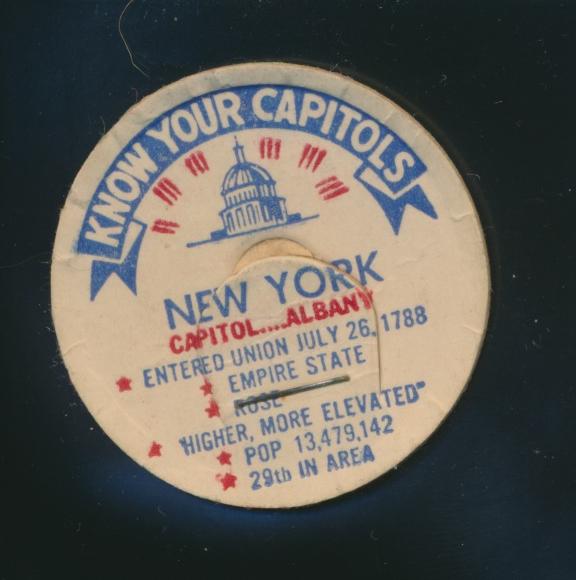 KNOW YOUR CAPITOLS
NEW YORK
CAPITOL....ALBANY
ENTERED UNION JULY 26, 1788
EMPIRE STATE
ROSE
"HIGHER, MORE ELEVATED"
POP 13,479,142
29th IN AREA